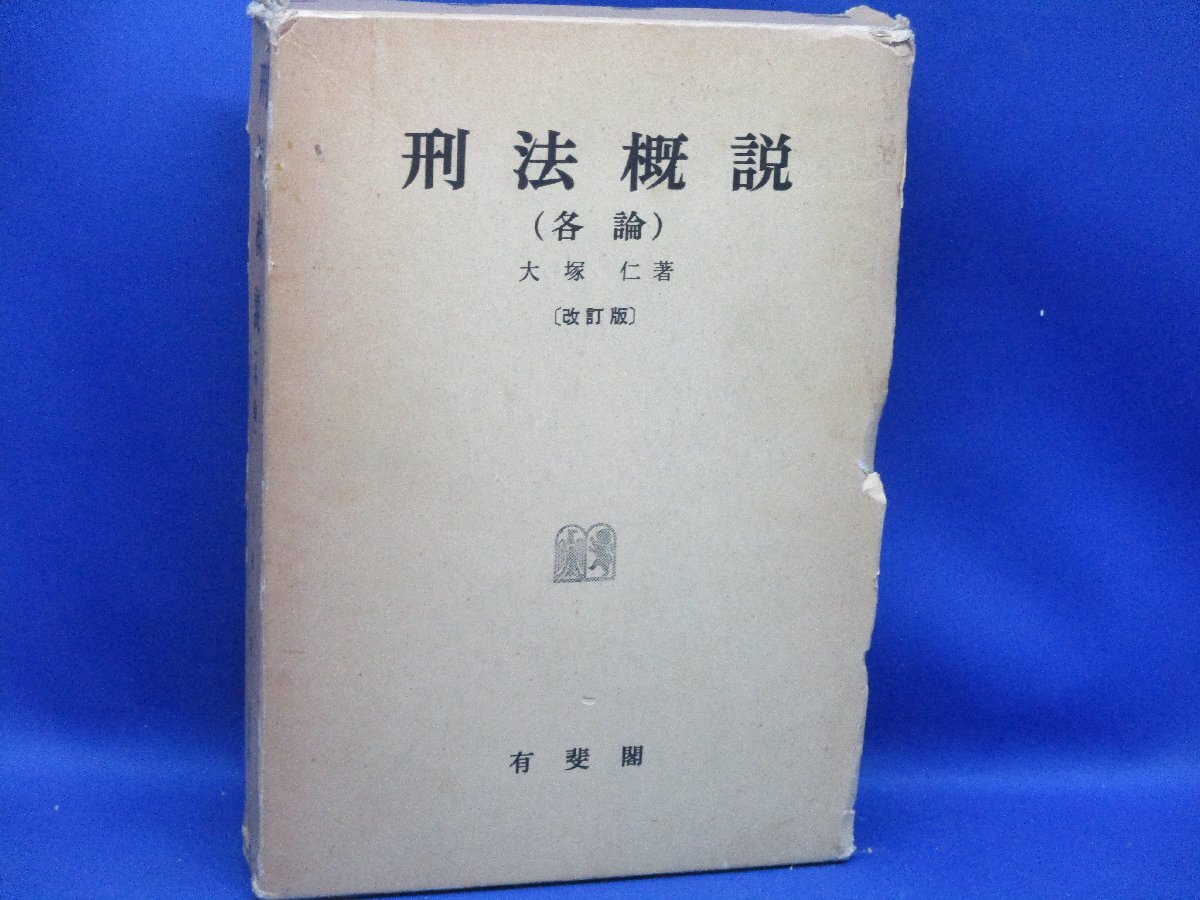 刑法概説
(各論)
大塚仁著
〔改訂版〕
有斐閣